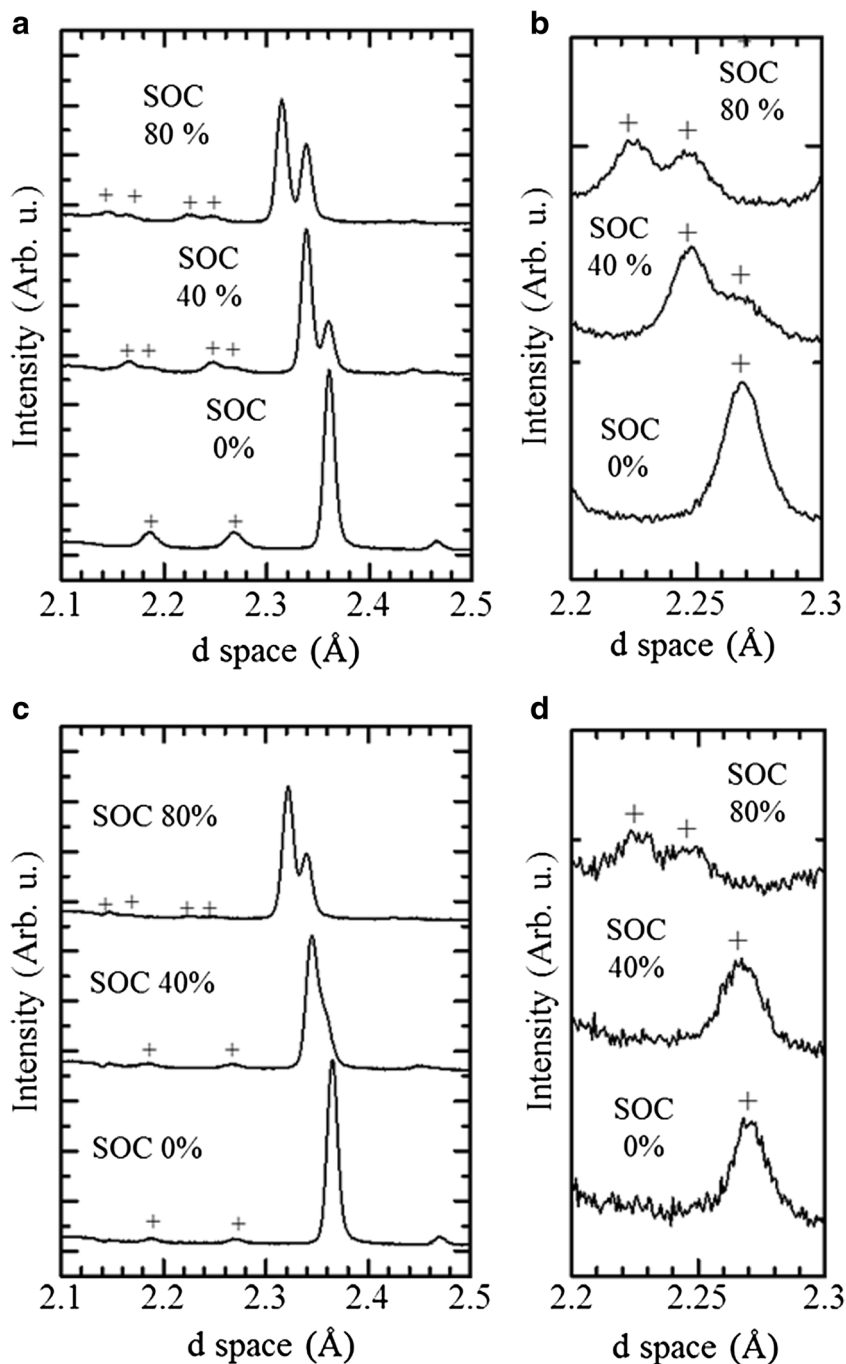 a
SOC
80 %
SOC
40 %
SOC
0%
Intensity (Arb. u.)
2.1 2.2 2.3 2.4 2.5
d space (Å)
b
SOC
80 %
SOC
40 %
SOC
0%
Intensity (Arb. u.)
2.2 2.25 2.3
d space (Å)
c
SOC 80%
SOC 40%
SOC 0%
Intensity (Arb. u.)
2.1 2.2 2.3 2.4 2.5
d space (Å)
d
SOC
80%
SOC
40%
SOC
0%
Intensity (Arb. u.)
2.2 2.25 2.3
d space (Å)